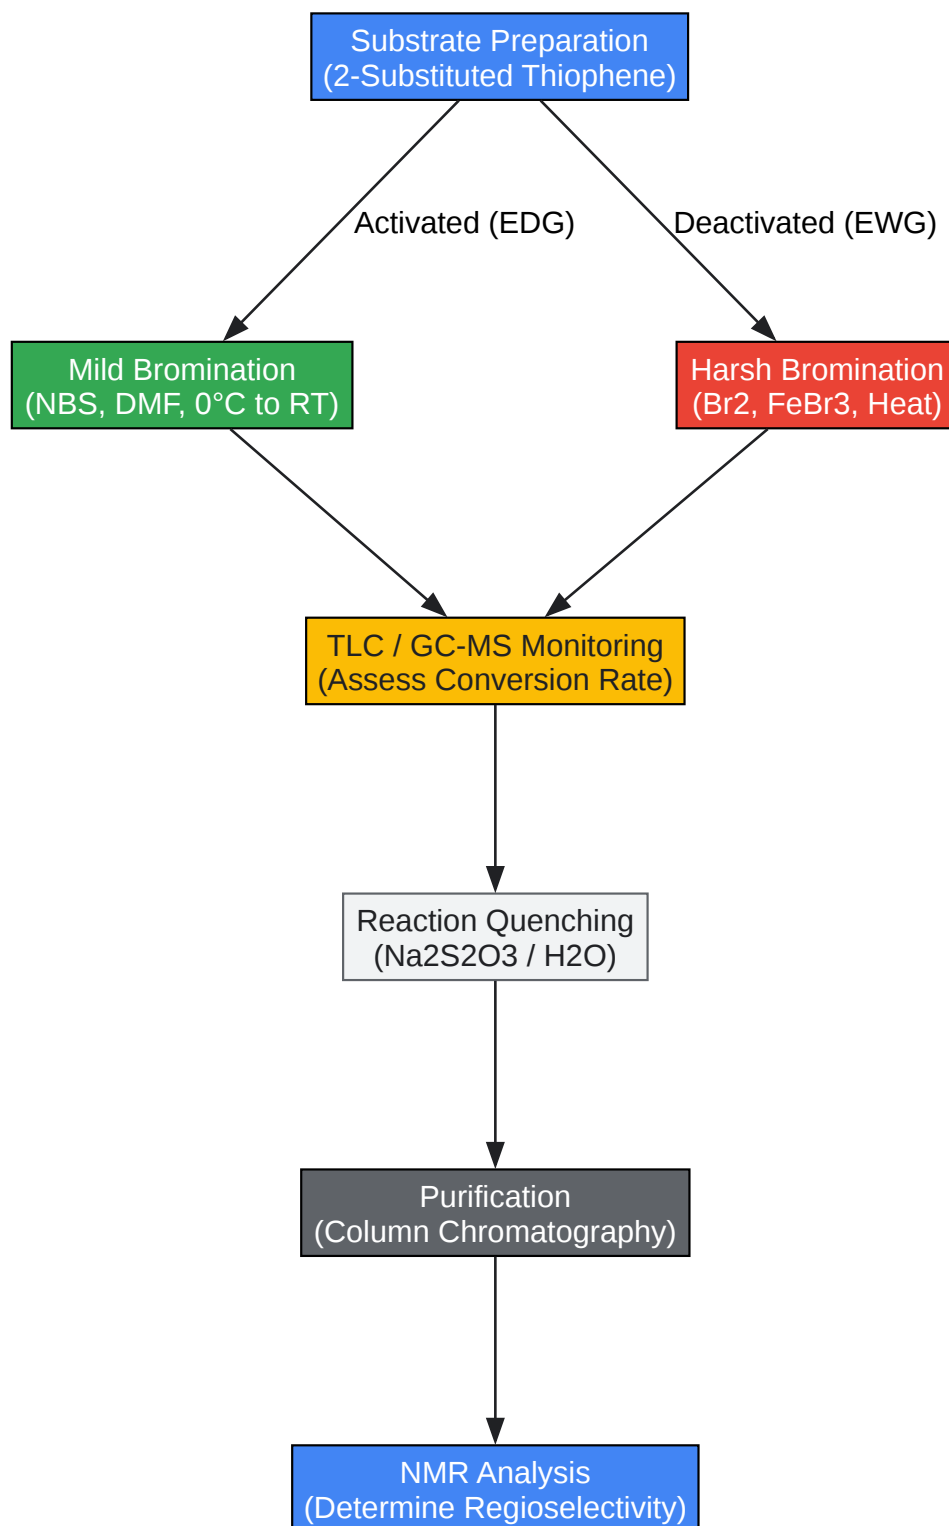 Substrate Preparation
(2-Substituted Thiophene)
Activated (EDG)
Deactivated (EWG)
Mild Bromination
(NBS, DMF, 0°C to RT)
Harsh Bromination
(Br2, FeBr3, Heat)
TLC / GC-MS Monitoring
(Assess Conversion Rate)
Reaction Quenching
(Na2S2O3 / H2O)
Purification
(Column Chromatography)
NMR Analysis
(Determine Regioselectivity)